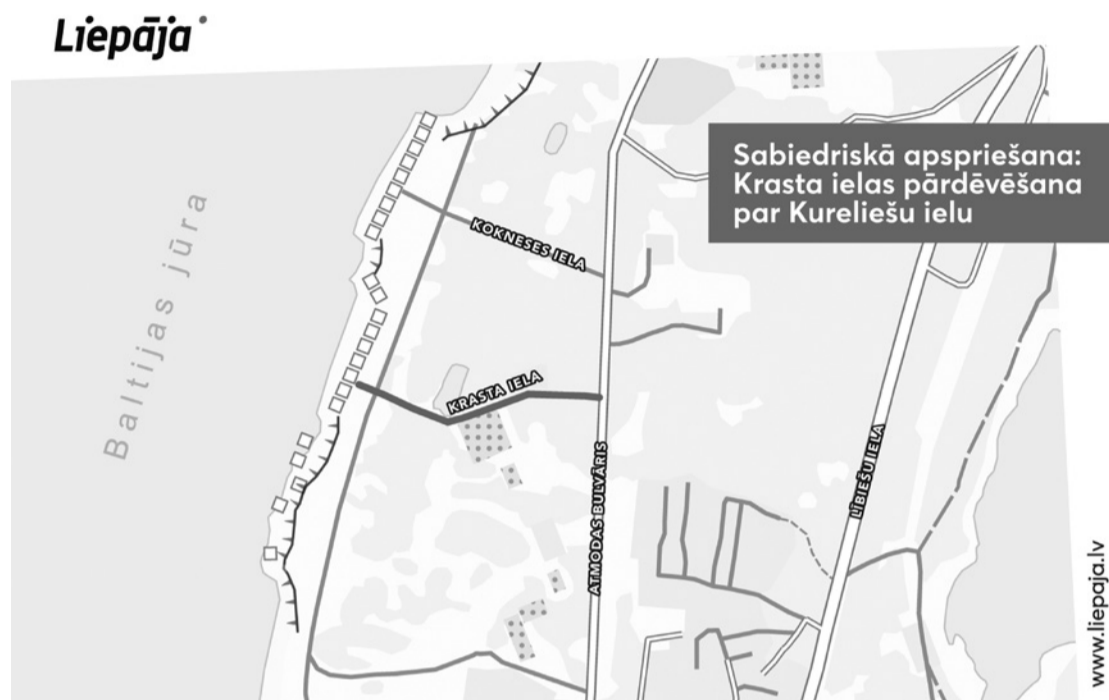 Liepāja
Sabiedriskā apspriešana:
Krasta ielas pārdēvēšana
par Kureliešu ielu
Baltijas jūra
KOKNESES IELA
KRASTA IELA
ATMODAS BULVĀRIS
LĪBIEŠU IELA
www.liepaja.lv